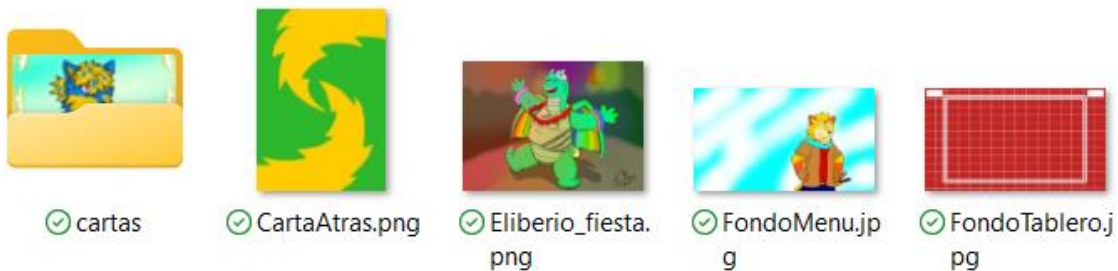 cartas
CartaAtras.png
Eliberio_fiesta.
png
FondoMenu.jp
g
FondoTablero.j
pg